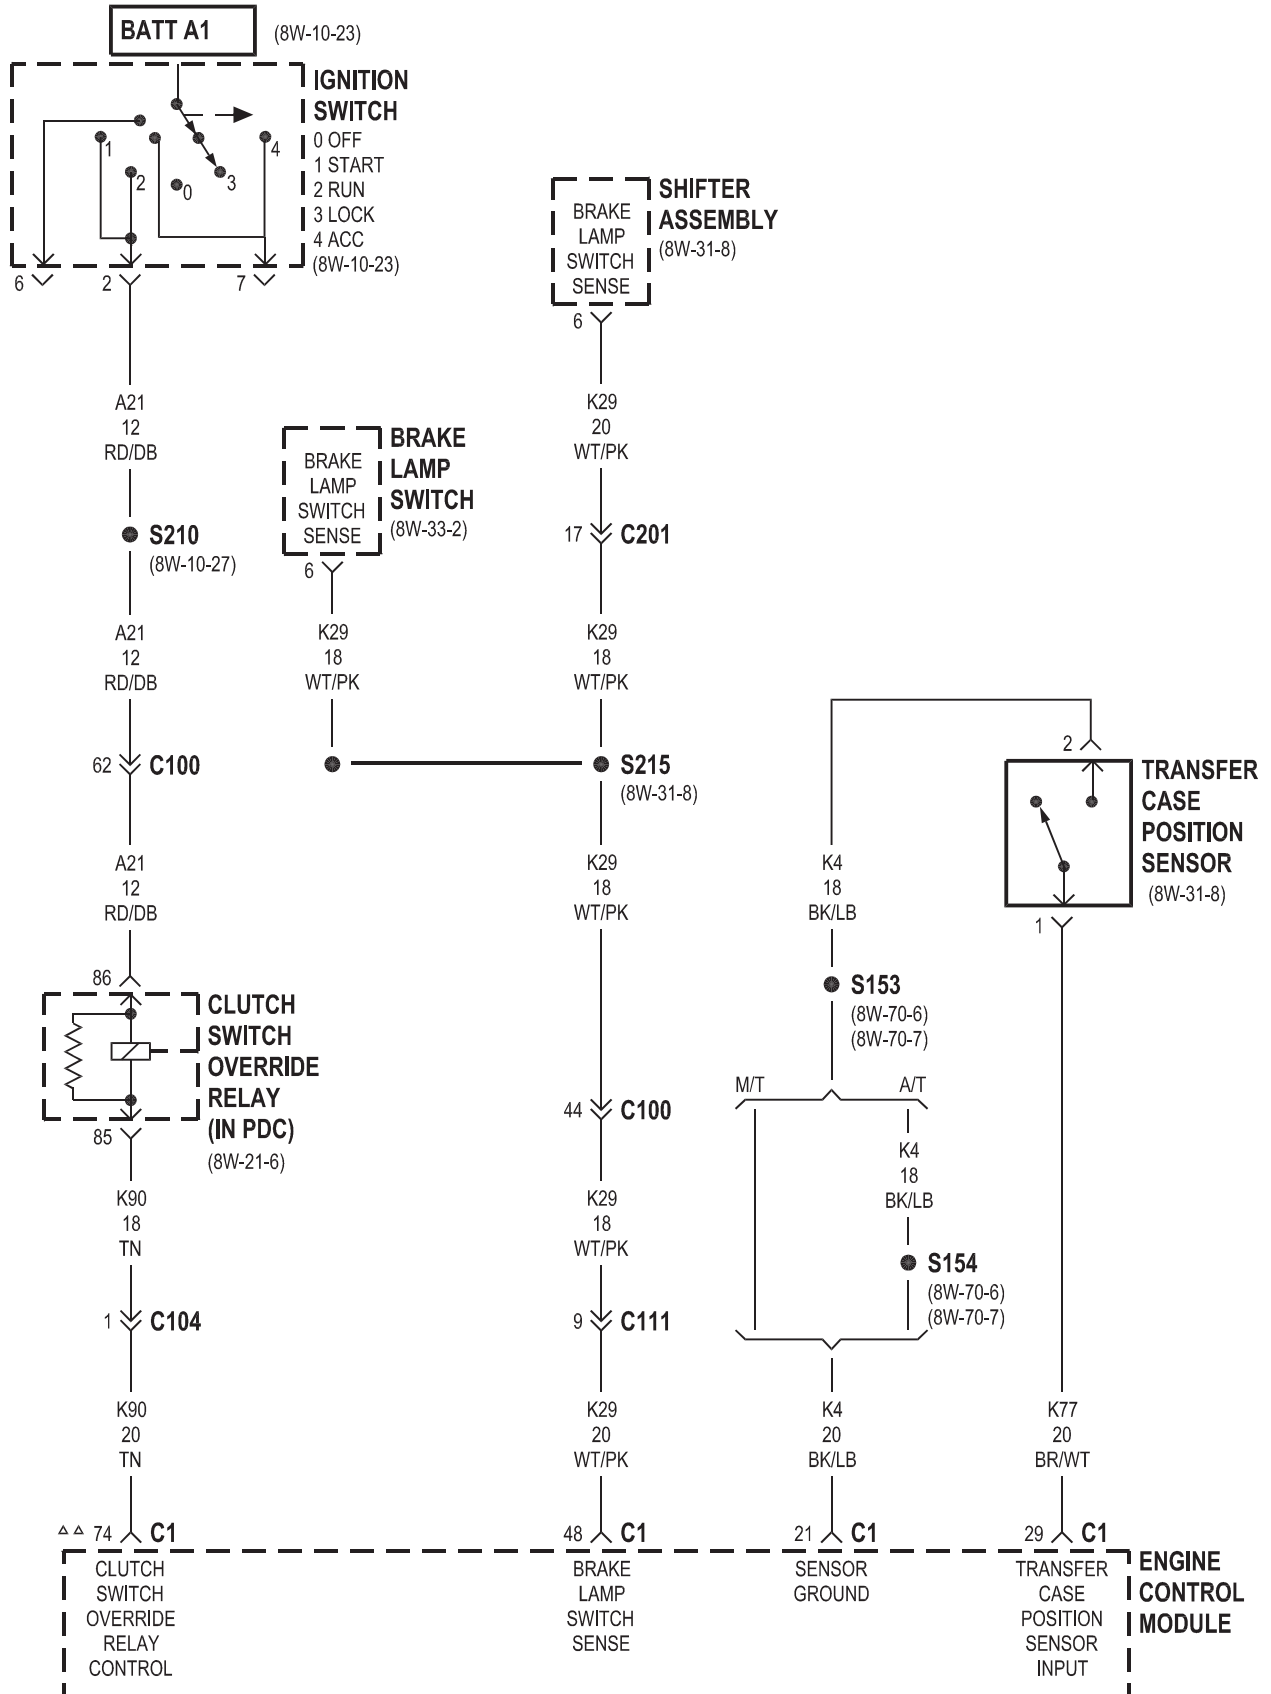 BATT A1
(8W-10-23)
IGNITION
SWITCH
0 OFF
1 START
2 RUN
3 LOCK
4 ACC
(8W-10-23)
1
2
0
3
4
6
2
7
A21
12
RD/DB
S210
(8W-10-27)
A21
12
RD/DB
62
C100
A21
12
RD/DB
86
CLUTCH
SWITCH
OVERRIDE
RELAY
(IN PDC)
(8W-21-6)
85
K90
18
TN
1
C104
K90
20
TN
74
C1
CLUTCH
SWITCH
OVERRIDE
RELAY
CONTROL
BRAKE
LAMP
SWITCH
SENSE
BRAKE
LAMP
SWITCH
(8W-33-2)
6
K29
18
WT/PK
BRAKE
LAMP
SWITCH
SENSE
SHIFTER
ASSEMBLY
(8W-31-8)
6
K29
20
WT/PK
17
C201
K29
18
WT/PK
S215
(8W-31-8)
K29
18
WT/PK
44
C100
K29
18
WT/PK
9
C111
K29
20
WT/PK
48
C1
BRAKE
LAMP
SWITCH
SENSE
K4
18
BK/LB
S153
(8W-70-6)
(8W-70-7)
M/T
A/T
K4
18
BK/LB
S154
(8W-70-6)
(8W-70-7)
K4
20
BK/LB
21
C1
SENSOR
GROUND
2
TRANSFER
CASE
POSITION
SENSOR
(8W-31-8)
1
K77
20
BR/WT
29
C1
TRANSFER
CASE
POSITION
SENSOR
INPUT
ENGINE
CONTROL
MODULE